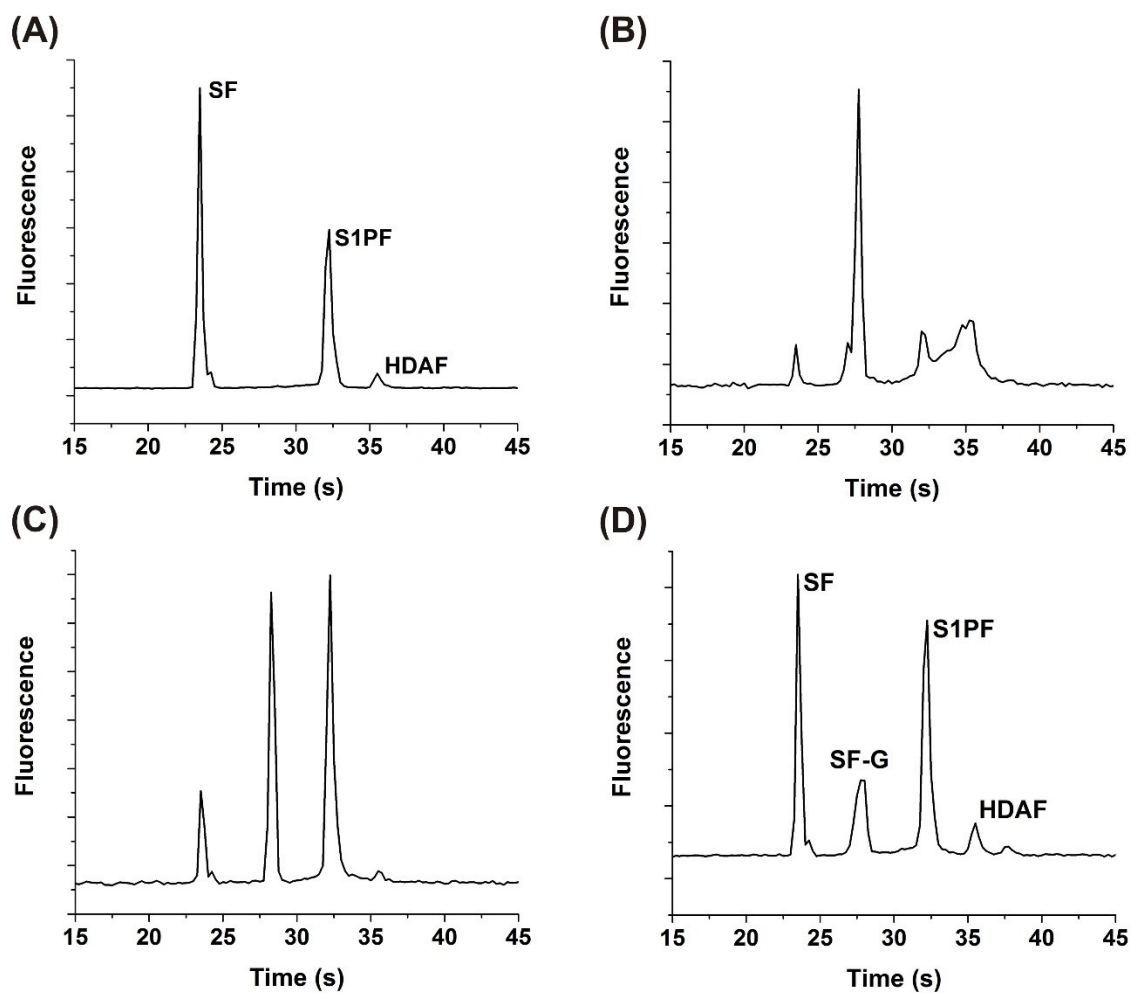 (A)
SF
S1PF
HDAF
Fluorescence
15 20 25 30 35 40 45
Time (s)
(B)
Fluorescence
15 20 25 30 35 40 45
Time (s)
(C)
Fluorescence
15 20 25 30 35 40 45
Time (s)
(D)
SF
S1PF
SF-G
HDAF
Fluorescence
15 20 25 30 35 40 45
Time (s)